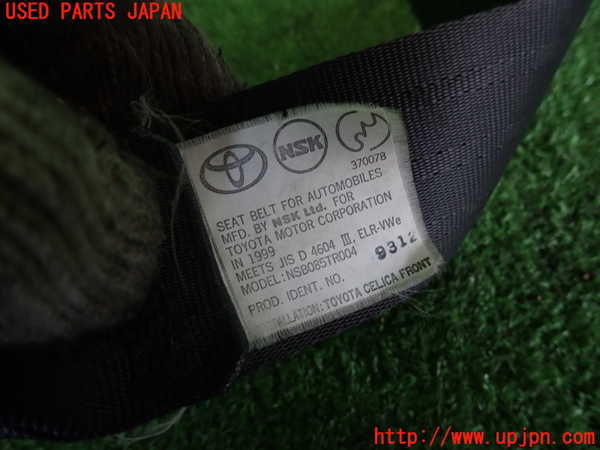 USED PARTS JAPAN
NSK
370078
SEAT BELT FOR AUTOMOBILES
MFD. BY NSK Ltd. FOR
TOYOTA MOTOR CORPORATION
IN 1999
MEETS JIS D 4604 III, ELR-VWe
MODEL: NSB085TR004
9312
PROD. IDENT. NO.
TOYOTA CELICA FRONT
http://www.upjpn.com